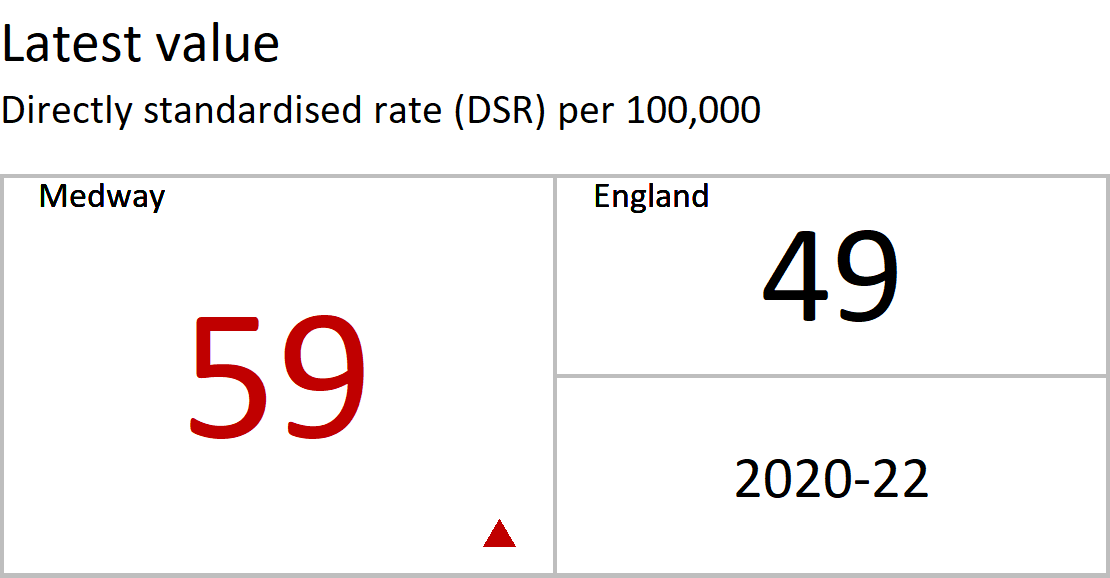 Latest value
Directly standardised rate (DSR) per 100,000
Medway
59
England
49
2020-22